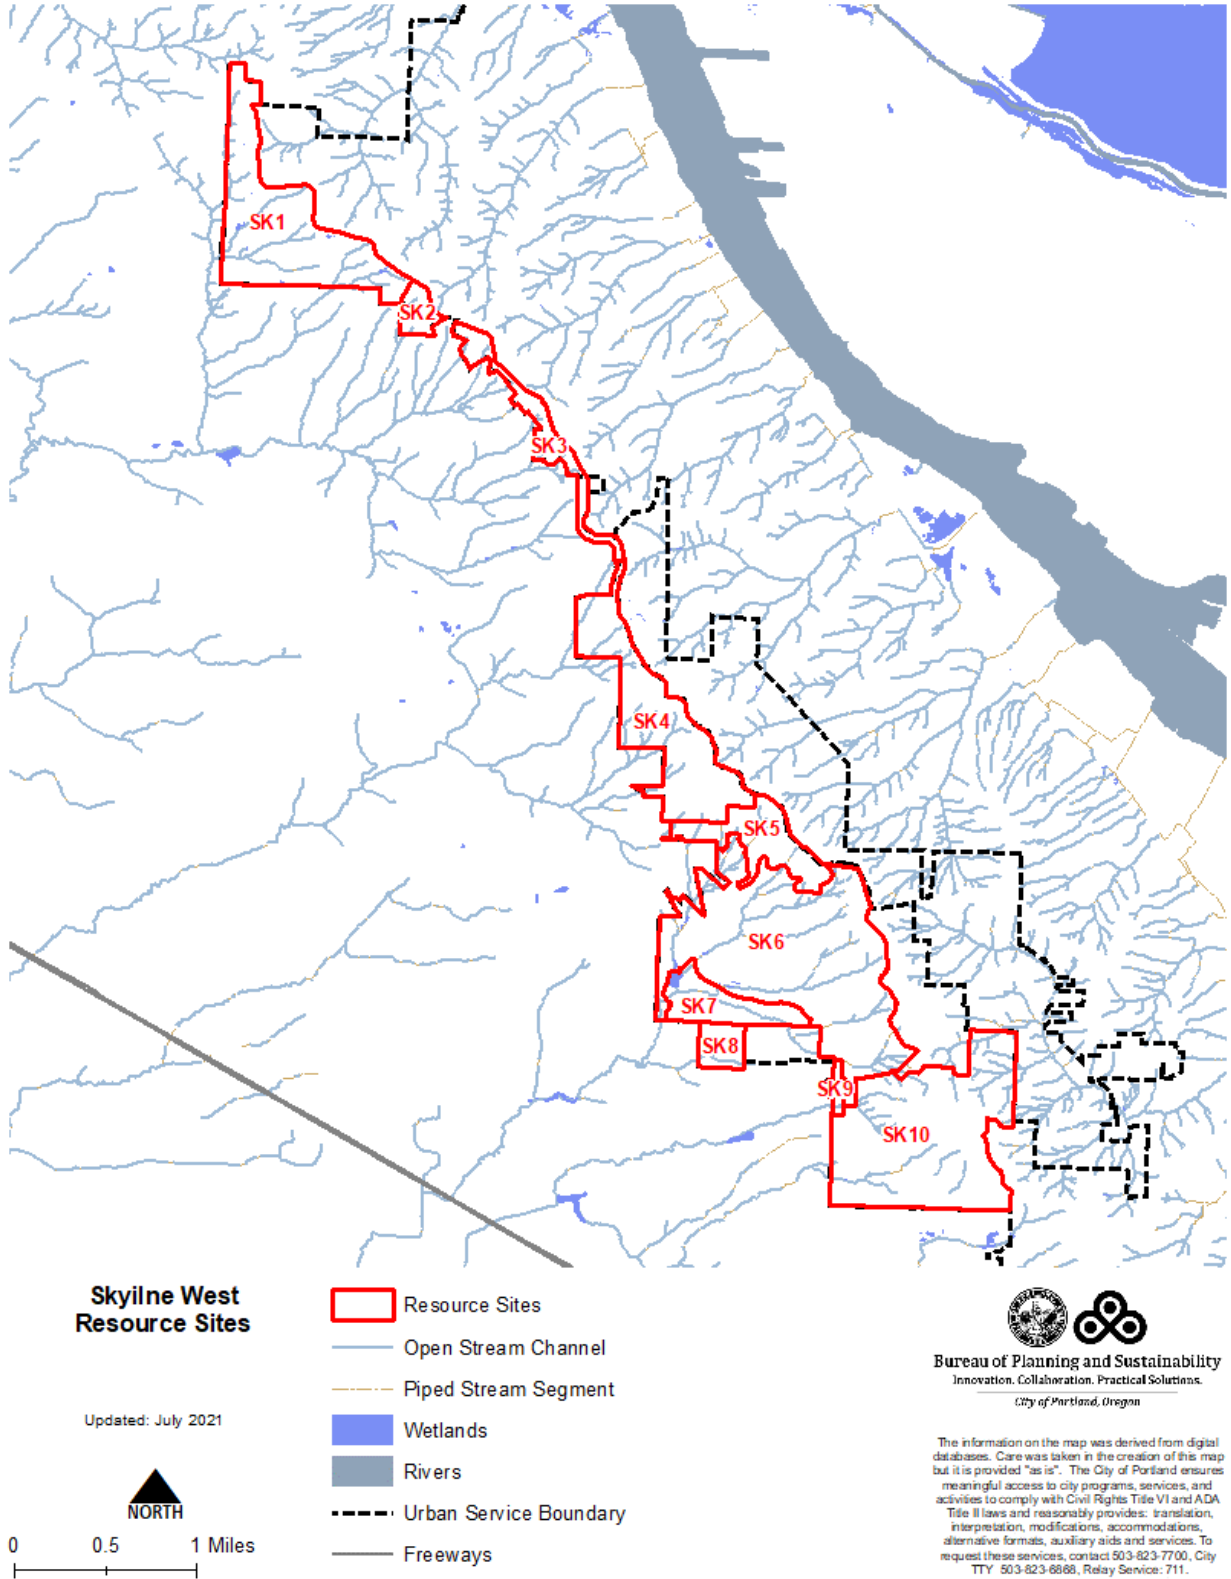 SK1
SK2
SK3
SK4
SK5
SK6
SK7
SK8
SK9
SK10
Skyilne West
Resource Sites
Updated: July 2021
NORTH
0 0.5 1 Miles
Resource Sites
Open Stream Channel
Piped Stream Segment
Wetlands
Rivers
Urban Service Boundary
Freeways
Bureau of Planning and Sustainability
Innovation. Collaboration. Practical Solutions.
City of Portland, Oregon
The information on the map was derived from digital
databases. Care was taken in the creation of this map
but it is provided "as is". The City of Portland ensures
meaningful access to city programs, services, and
activities to comply with Civil Rights Title VI and ADA
Title II laws and reasonably provides: translation,
interpretation, modifications, accommodations,
alternative formats, auxiliary aids and services. To
request these services, contact 503-823-7700, City
TTY 503-823-6868, Relay Service: 711.